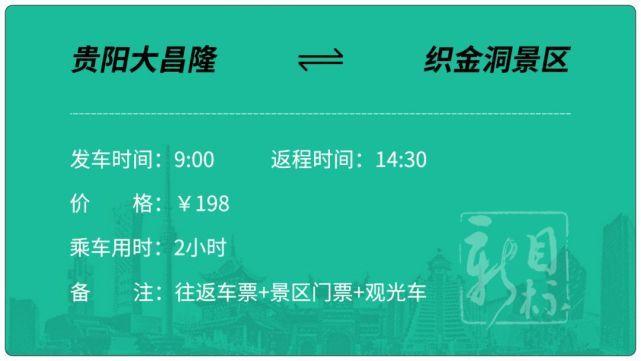 贵阳大昌隆 ⇌ 织金洞景区
发车时间：9:00 返程时间：14:30
价 格：￥198
乘车用时：2小时
备 注：往返车票+景区门票+观光车
新目标